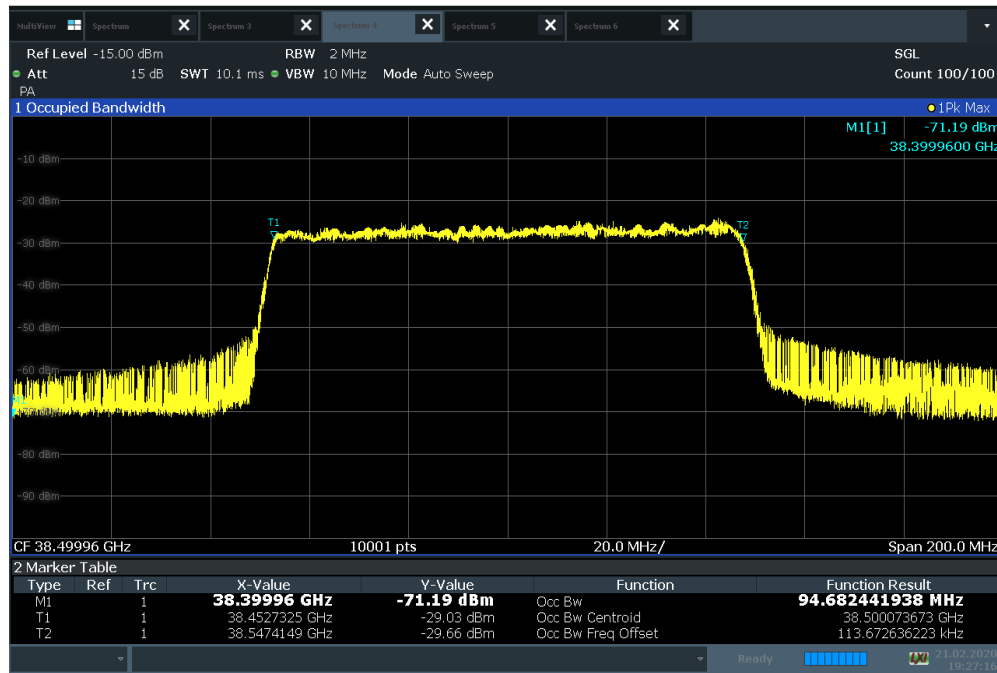 MultiView Spectrum X Spectrum 3 X Spectrum 4 X Spectrum 5 X Spectrum 6 X
Ref Level -15.00 dBm RBW 2 MHz SGL
Att 15 dB SWT 10.1 ms VBW 10 MHz Mode Auto Sweep Count 100/100
PA
1 Occupied Bandwidth 1Pk Max
M1[1] -71.19 dBm
38.3999600 GHz
-10 dBm
-20 dBm
T1 T2
-30 dBm
-40 dBm
-50 dBm
-60 dBm
-80 dBm
-90 dBm
CF 38.49996 GHz 10001 pts 20.0 MHz/ Span 200.0 MHz
2 Marker Table
Type Ref Trc X-Value Y-Value Function Function Result
M1 1 38.39996 GHz -71.19 dBm Occ Bw 94.682441938 MHz
T1 1 38.4527325 GHz -29.03 dBm Occ Bw Centroid 38.500073673 GHz
T2 1 38.5474149 GHz -29.66 dBm Occ Bw Freq Offset 113.672636223 kHz
Ready LXI 21.02.2020
19:27:16